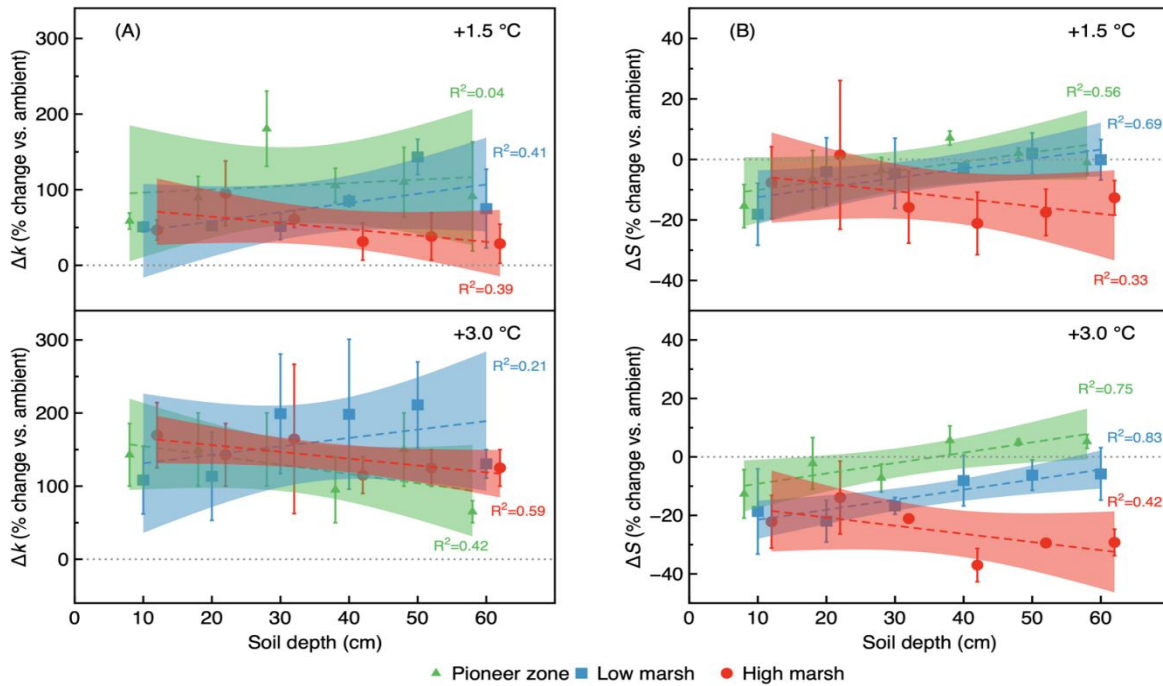 (A)
+1.5 °C
300
200
100
0
Δk (% change vs. ambient)
R²=0.04
R²=0.41
R²=0.39
(B)
+1.5 °C
40
20
0
−20
−40
ΔS (% change vs. ambient)
R²=0.56
R²=0.69
R²=0.33
+3.0 °C
300
200
100
0
Δk (% change vs. ambient)
R²=0.21
R²=0.59
R²=0.42
0 10 20 30 40 50 60
Soil depth (cm)
+3.0 °C
40
20
0
−20
−40
ΔS (% change vs. ambient)
R²=0.75
R²=0.83
R²=0.42
0 10 20 30 40 50 60
Soil depth (cm)
Pioneer zone Low marsh High marsh